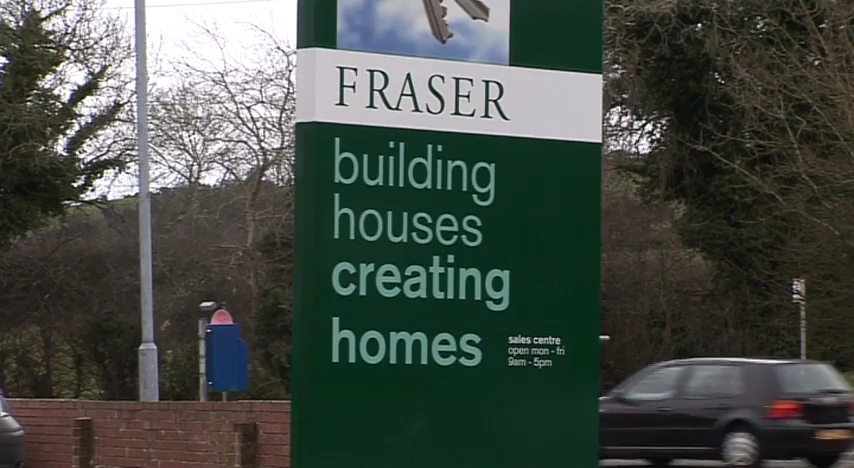 FRASER
building
houses
creating
homes
sales centre
open mon - fri
9am - 5pm